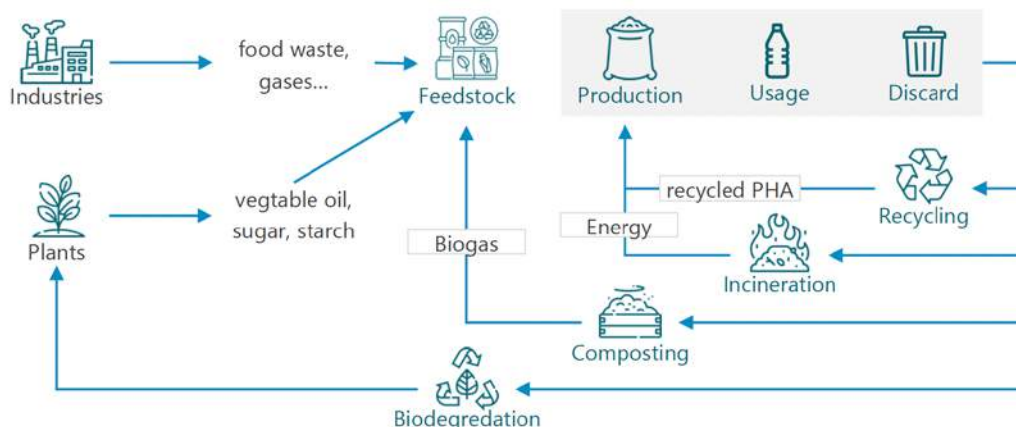 food waste,
gases...
Industries
Feedstock
Production
Usage
Discard
vegtable oil,
sugar, starch
Plants
recycled PHA
Recycling
Energy
Biogas
Incineration
Composting
Biodegredation